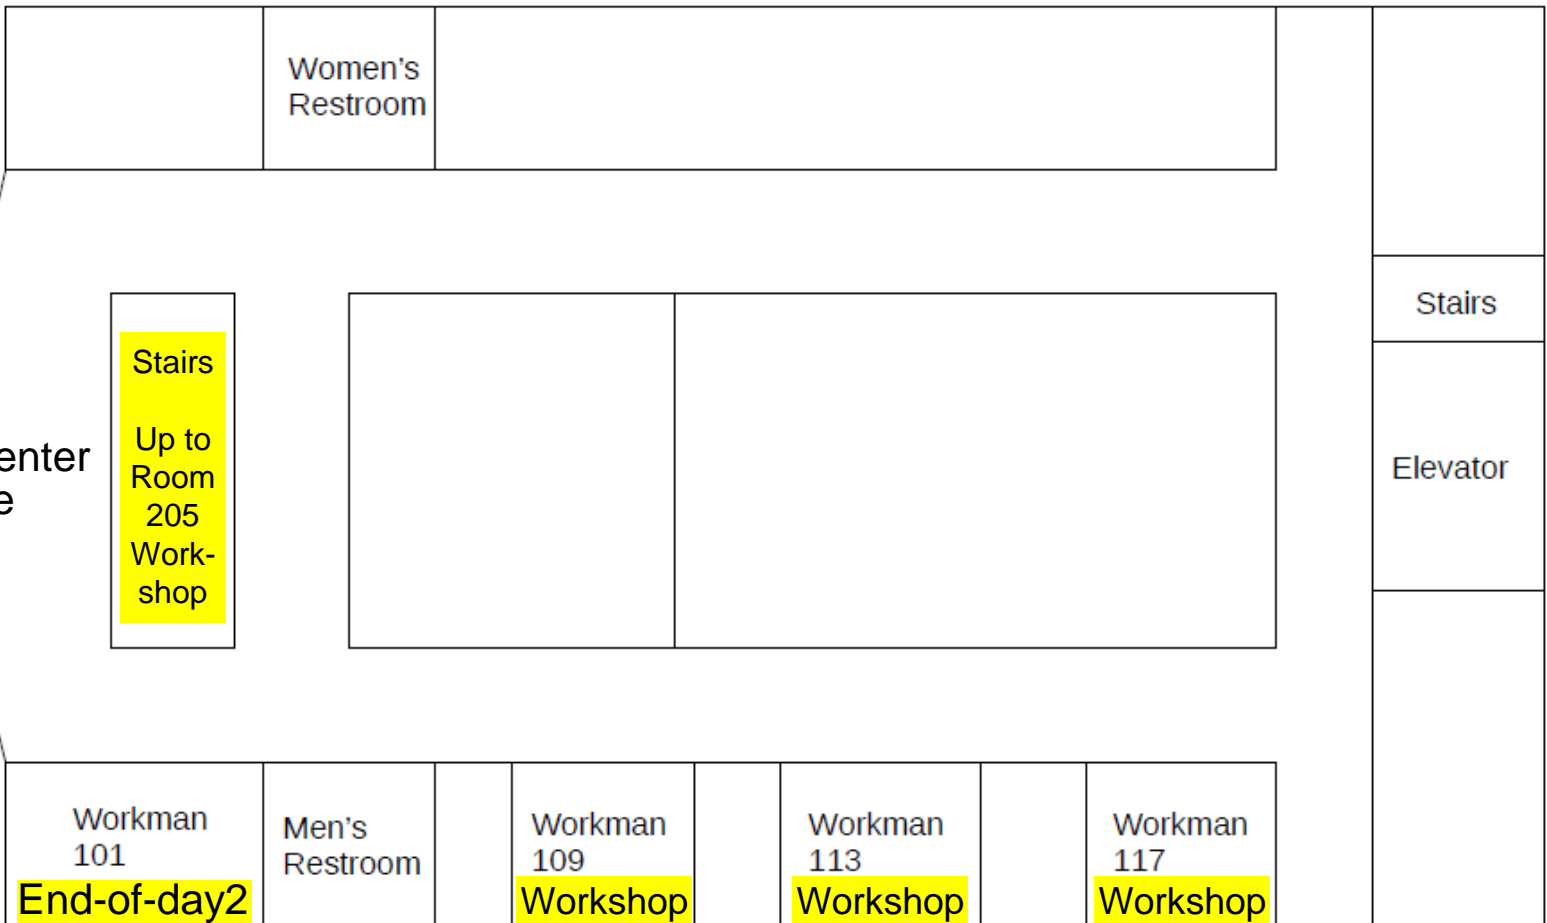 Women's
Restroom
Stairs
Stairs
Up to
Room
205
Work-
shop
enter
e
Elevator
Workman
101
End-of-day2
Men's
Restroom
Workman
109
Workshop
Workman
113
Workshop
Workman
117
Workshop